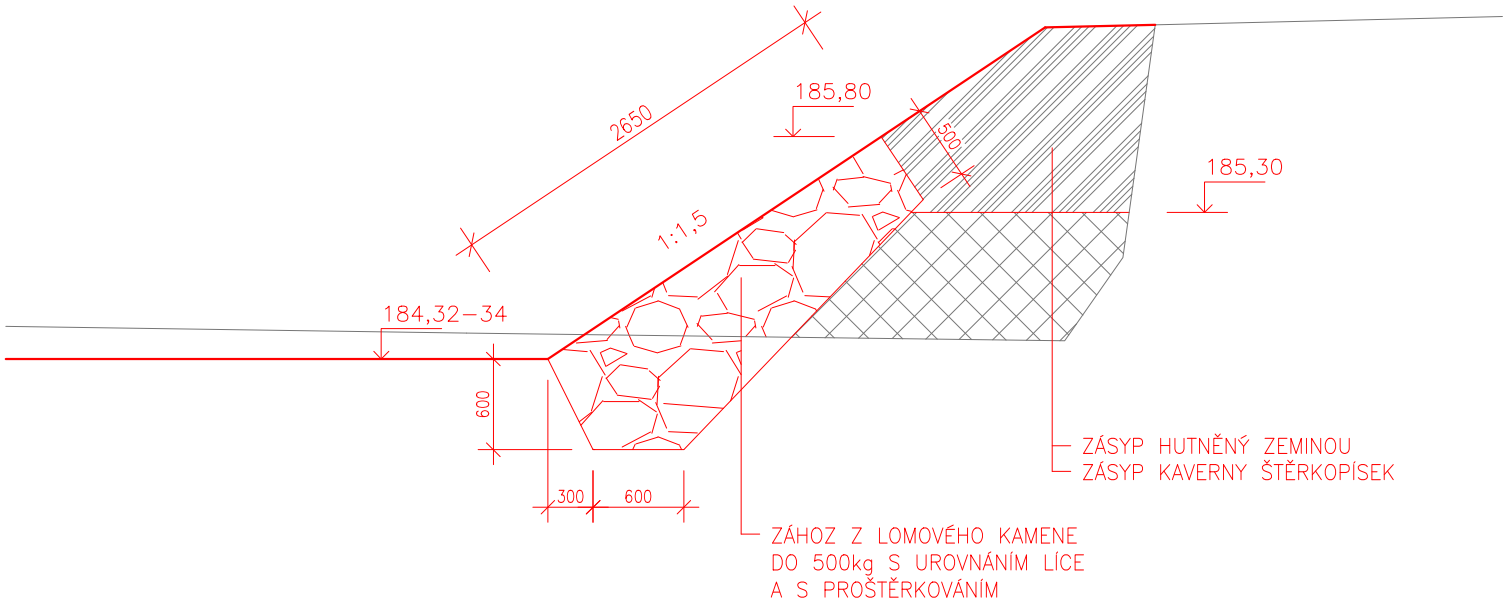 2650
185,80
500
185,30
1:1,5
184,32-34
600
300
600
ZÁSYP HUTNĚNÝ ZEMINOU
ZÁSYP KAVERNY ŠTĚRKOPÍSEK
ZÁHOZ Z LOMOVÉHO KAMENE
DO 500kg S UROVNÁNÍM LÍCE
A S PROŠTĚRKOVÁNÍM